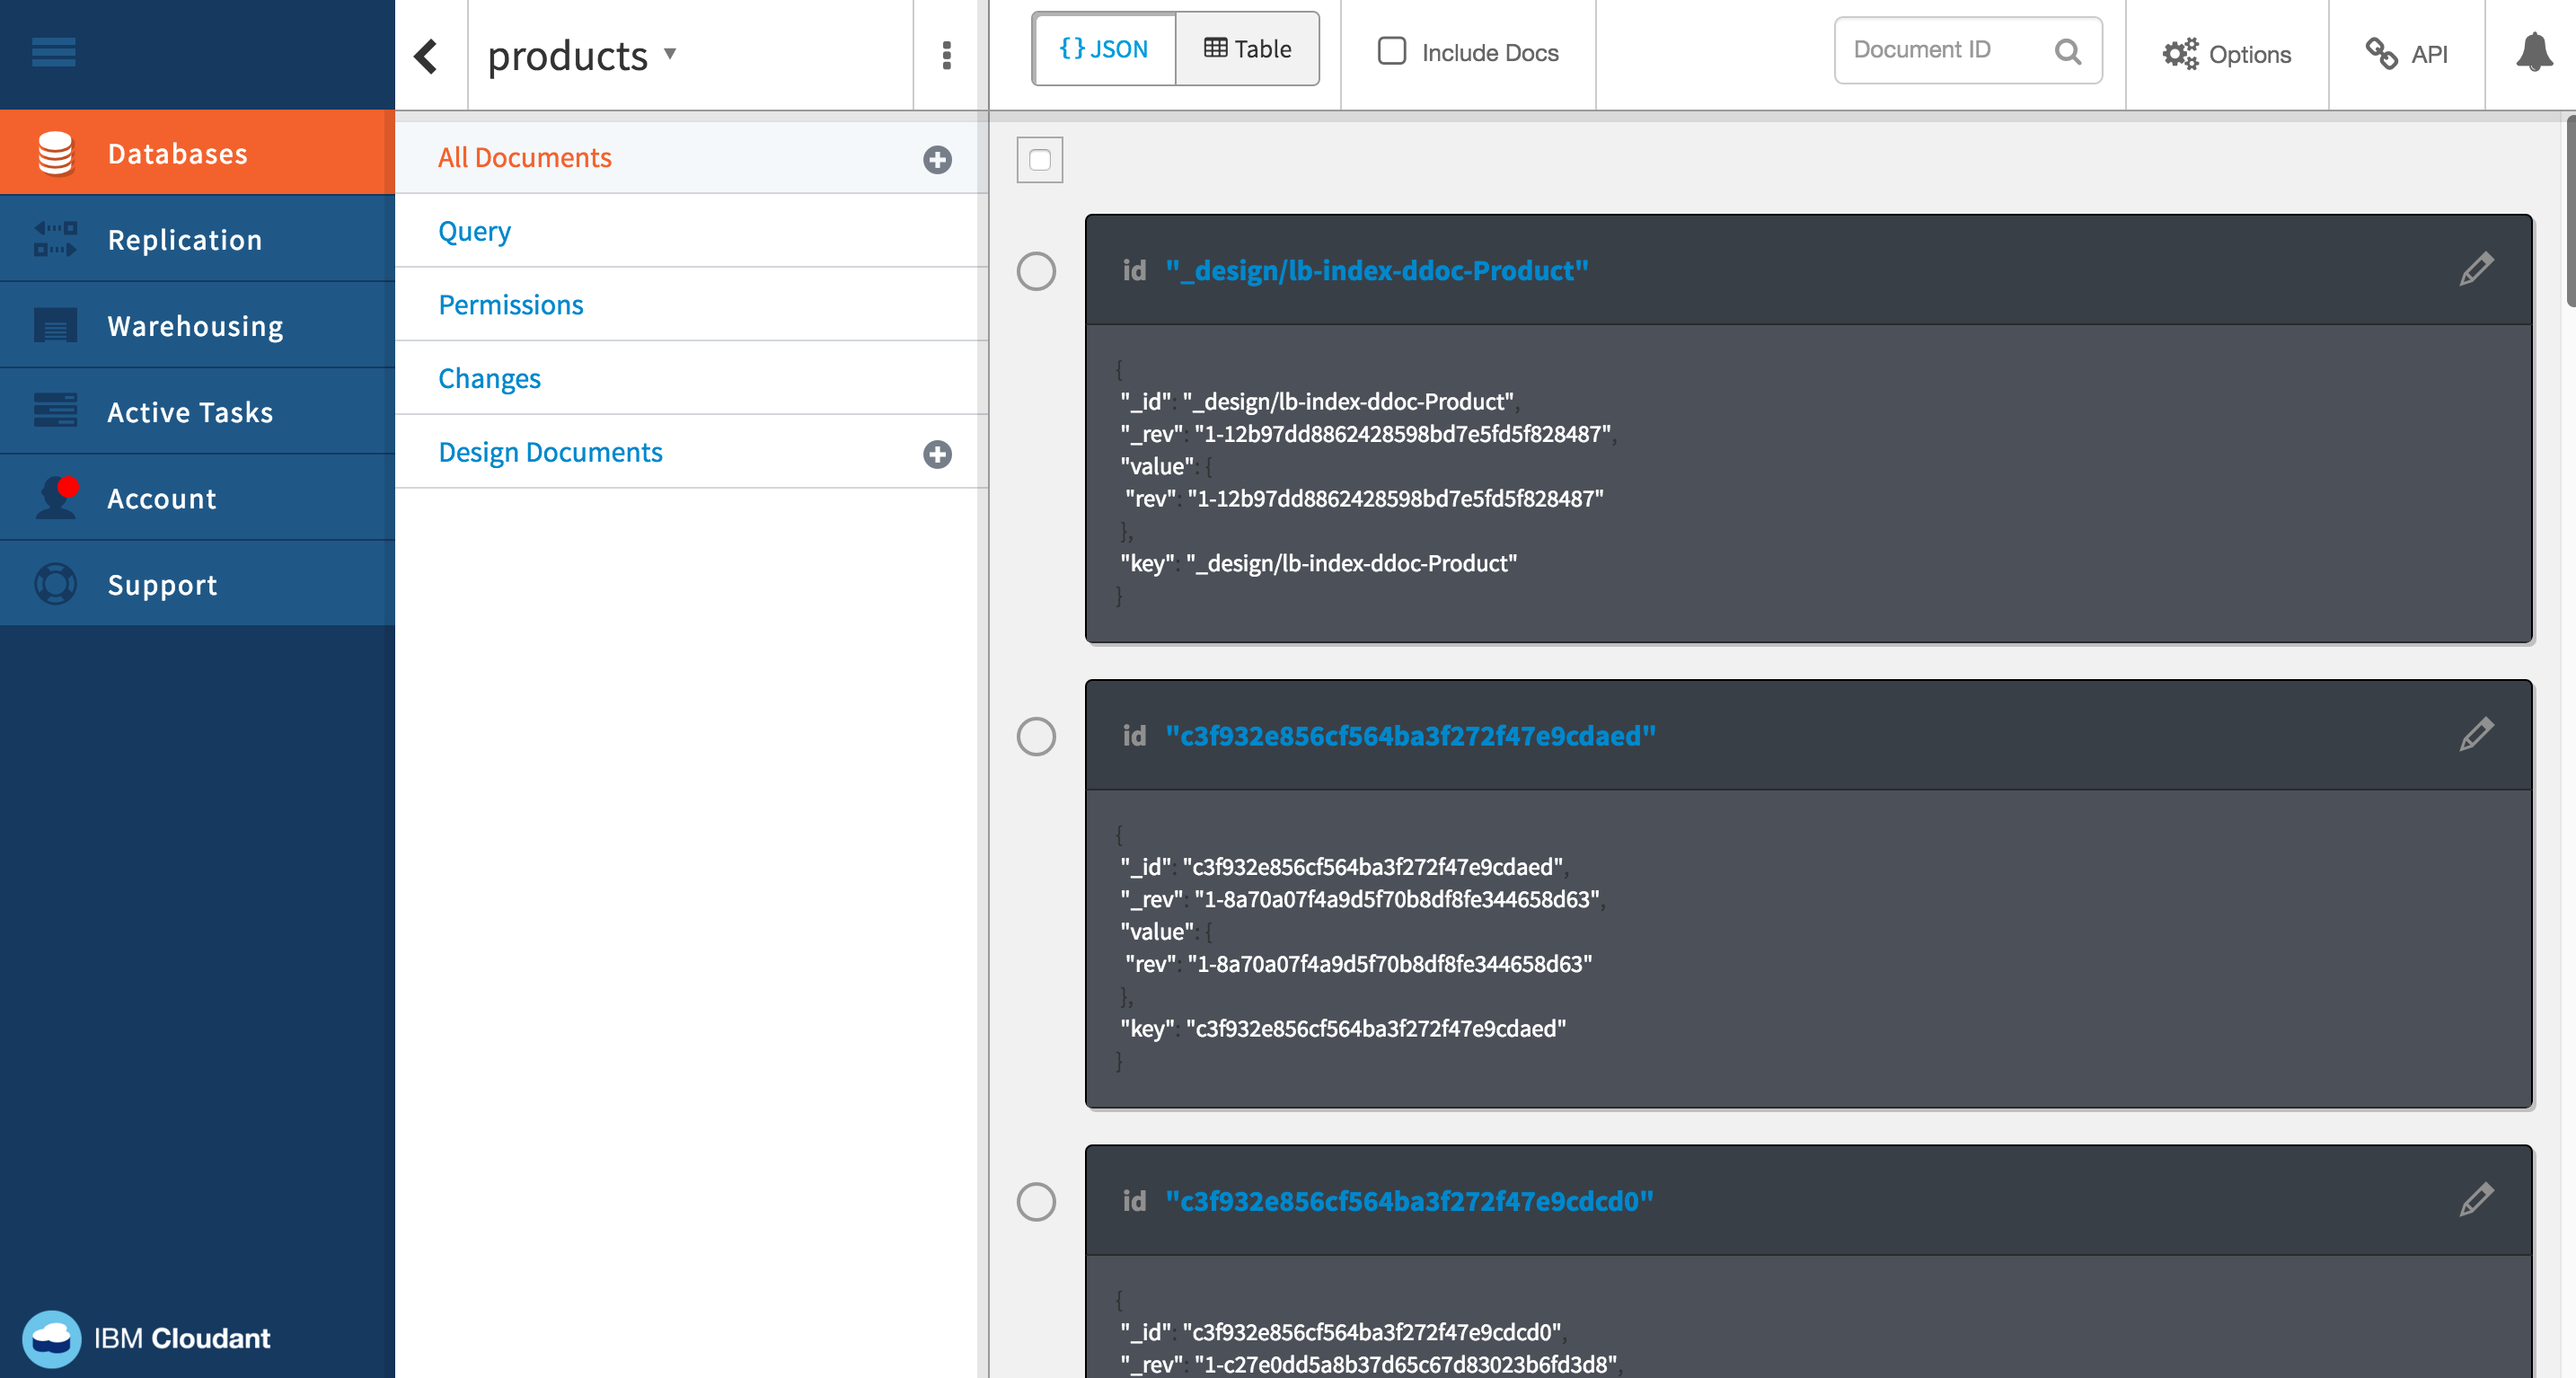 products
{} JSON
Table
Include Docs
Document ID
Options
API
Databases
Replication
Warehousing
Active Tasks
Account
Support
IBM Cloudant
All Documents
Query
Permissions
Changes
Design Documents
id "_design/lb-index-ddoc-Product"
{
"_id": "_design/lb-index-ddoc-Product",
"_rev": "1-12b97dd8862428598bd7e5fd5f828487",
"value": {
"rev": "1-12b97dd8862428598bd7e5fd5f828487"
},
"key": "_design/lb-index-ddoc-Product"
}
id "c3f932e856cf564ba3f272f47e9cdaed"
{
"_id": "c3f932e856cf564ba3f272f47e9cdaed",
"_rev": "1-8a70a07f4a9d5f70b8df8fe344658d63",
"value": {
"rev": "1-8a70a07f4a9d5f70b8df8fe344658d63"
},
"key": "c3f932e856cf564ba3f272f47e9cdaed"
}
id "c3f932e856cf564ba3f272f47e9cdcd0"
{
"_id": "c3f932e856cf564ba3f272f47e9cdcd0",
"_rev": "1-c27e0dd5a8b37d65c67d83023b6fd3d8",